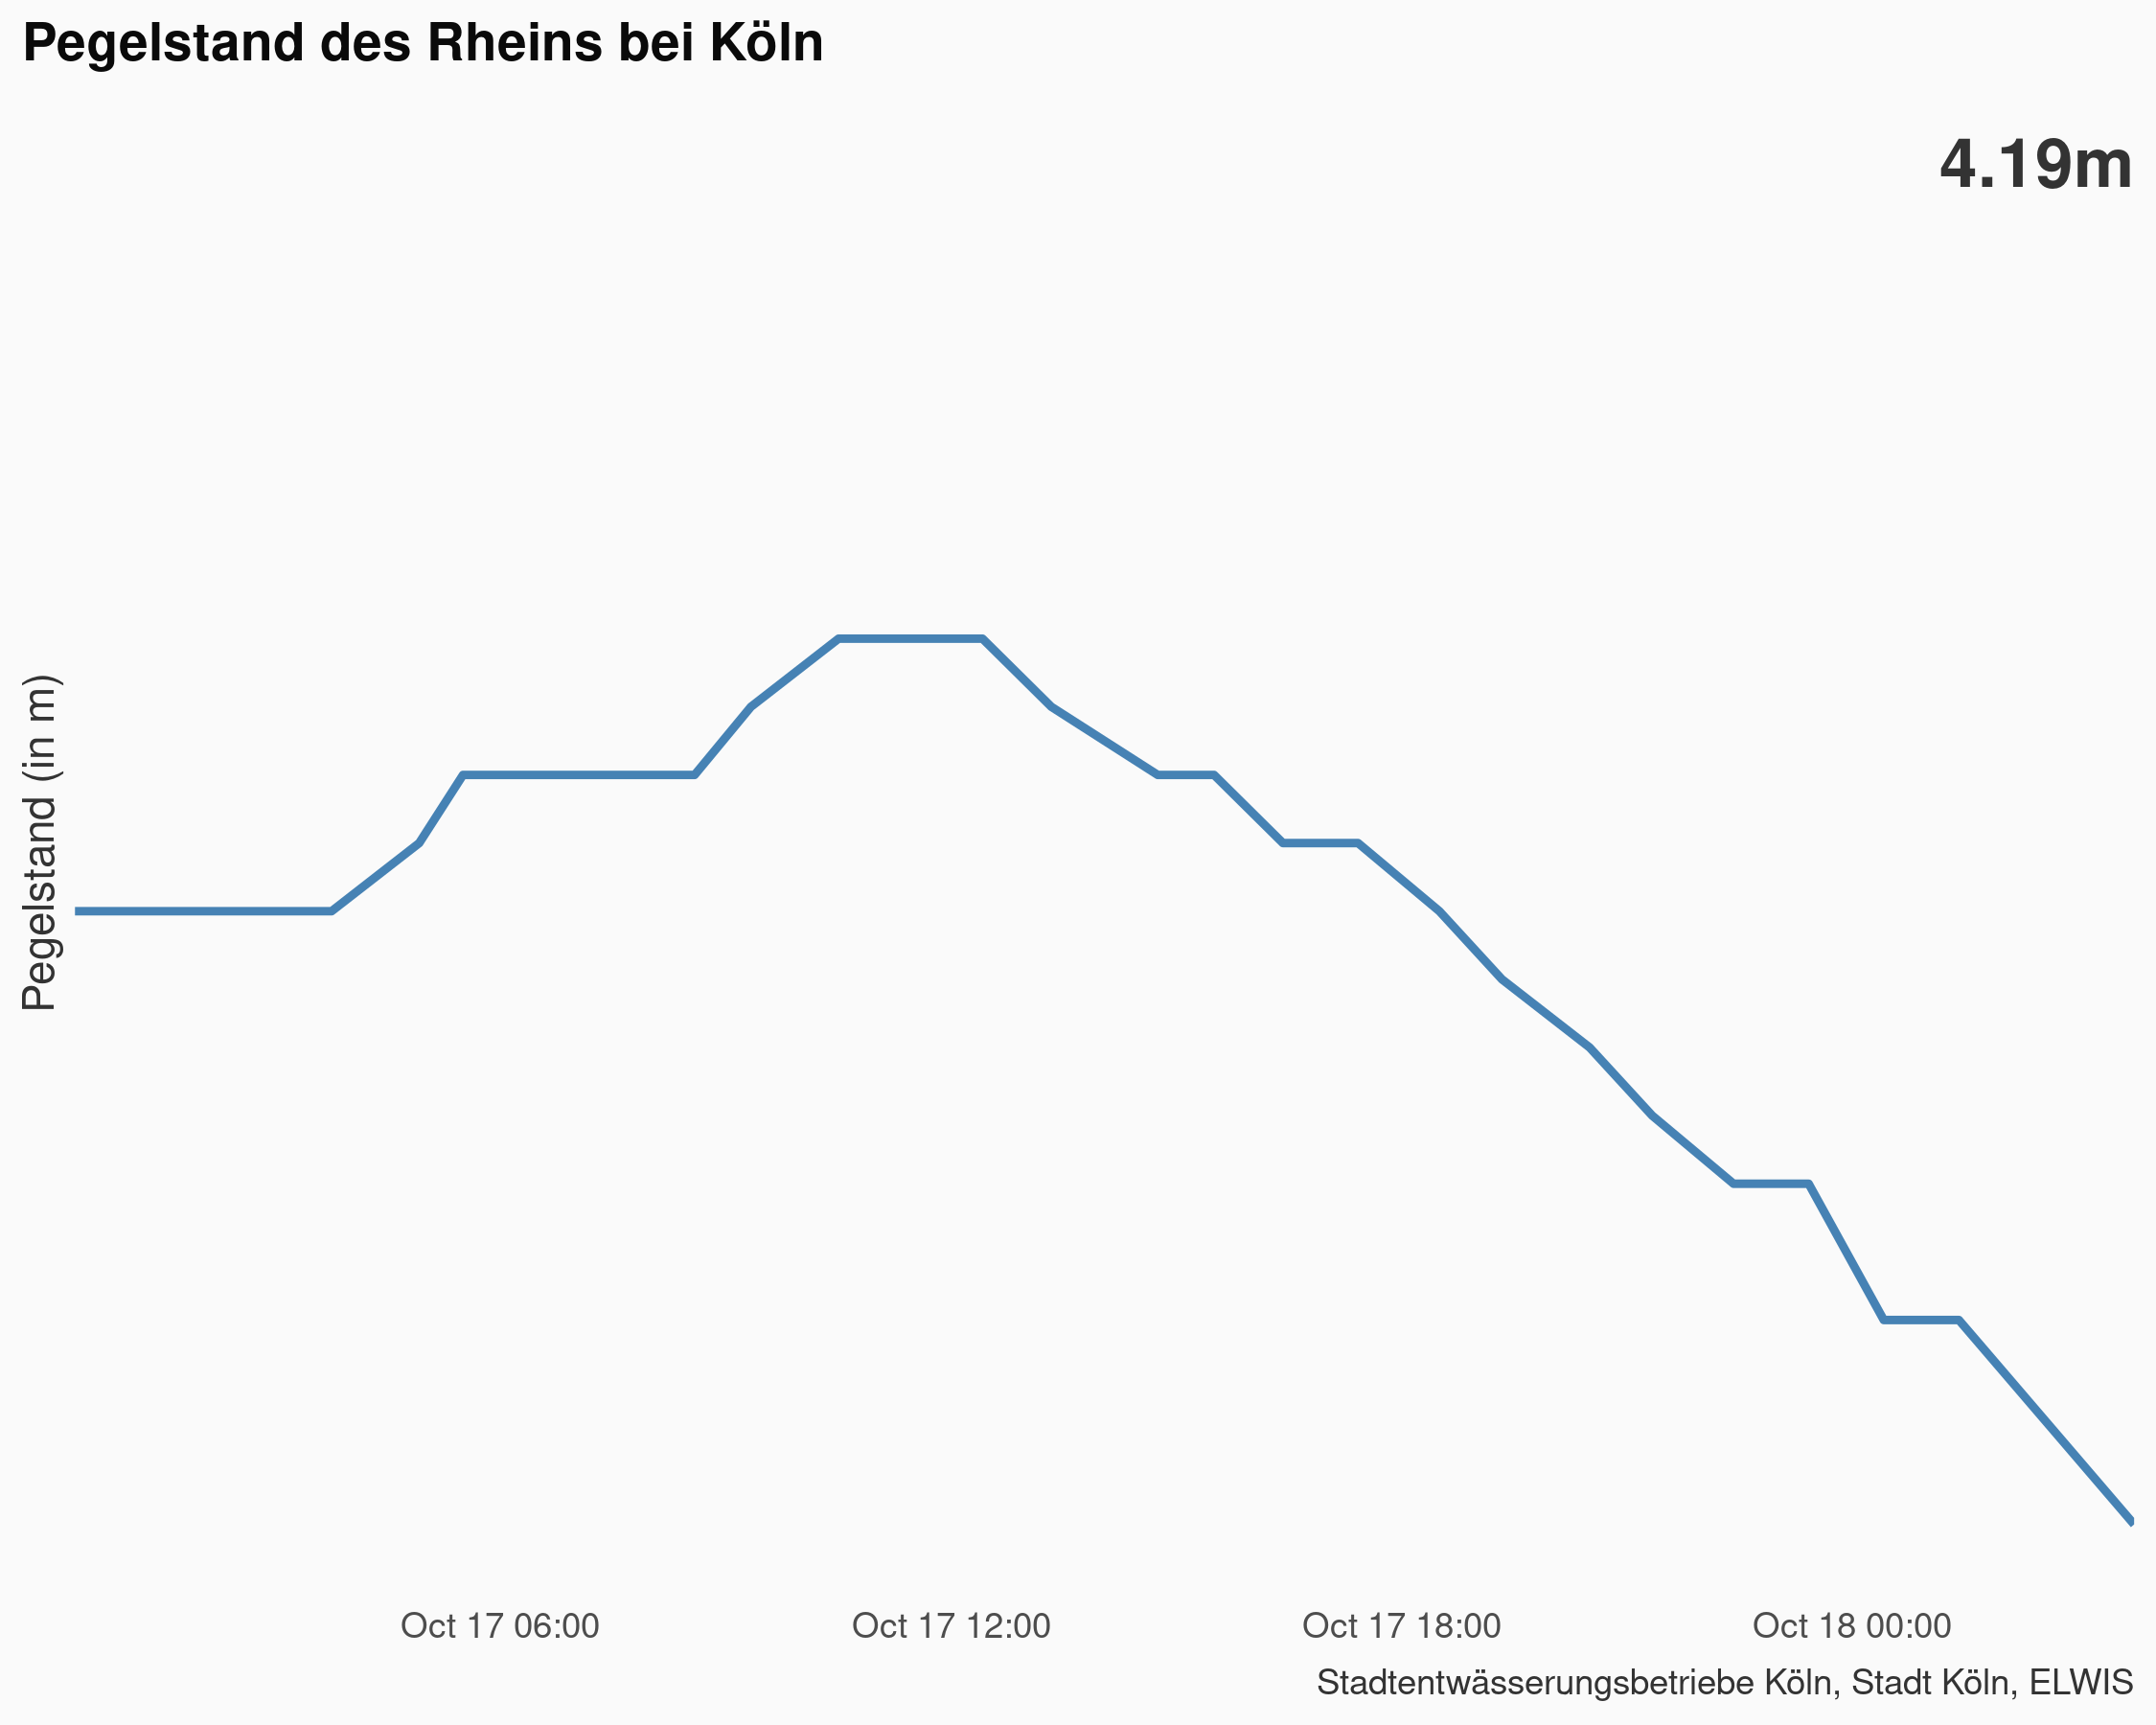 Pegelstand des Rheins bei Köln
4.19m
Pegelstand (in m)
Oct 17 06:00
Oct 17 12:00
Oct 17 18:00
Oct 18 00:00
Stadtentwässerungsbetriebe Köln, Stadt Köln, ELWIS